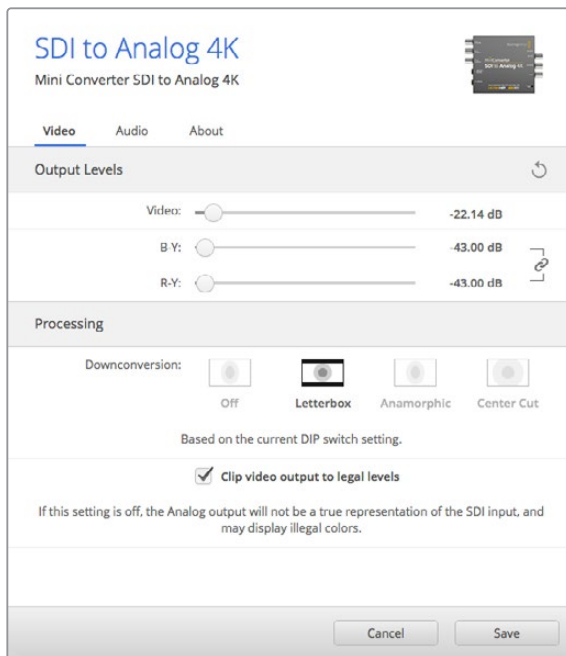 SDI to Analog 4K
Mini Converter SDI to Analog 4K
Video Audio About
Output Levels
Video: -22.14 dB
B-Y: -43.00 dB
R-Y: -43.00 dB
Processing
Downconversion:
Off Letterbox Anamorphic Center Cut
Based on the current DIP switch setting.
Clip video output to legal levels
If this setting is off, the Analog output will not be a true representation of the SDI input, and
may display illegal colors.
Cancel Save